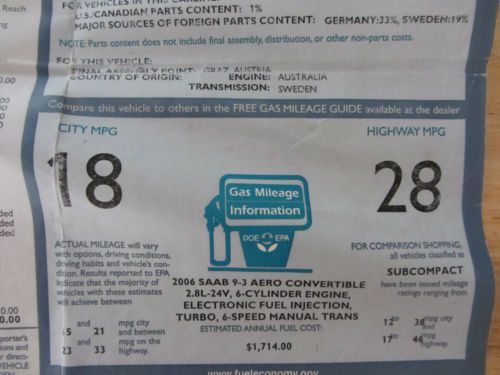 Reach
FOR VEHICLES IN THIS CARLINE:
U.S./CANADIAN PARTS CONTENT: 1%
MAJOR SOURCES OF FOREIGN PARTS CONTENT: GERMANY:33%, SWEDEN:19%
NOTE: Parts content does not include final assembly, distribution, or other non-parts costs.
FOR THIS VEHICLE:
FINAL ASSEMBLY POINT: GRAZ, AUSTRIA
COUNTRY OF ORIGIN: ENGINE: AUSTRALIA
TRANSMISSION: SWEDEN
Compare this vehicle to others in the FREE GAS MILEAGE GUIDE available at the dealer
CITY MPG
18
HIGHWAY MPG
28
Gas Mileage
Information
DOE EPA
ACTUAL MILEAGE will vary
with options, driving conditions,
driving habits and vehicle's con-
dition. Results reported to EPA
indicate that the majority of
vehicles with these estimates
will achieve between
15 and 21 mpg city
and
23 and 33 mpg on the
highway.
2006 SAAB 9-3 AERO CONVERTIBLE
2.8L-24V, 6-CYLINDER ENGINE,
ELECTRONIC FUEL INJECTION,
TURBO, 6-SPEED MANUAL TRANS
ESTIMATED ANNUAL FUEL COST:
$1,714.00
FOR COMPARISON SHOPPING,
all vehicles classified as
SUBCOMPACT
have been issued mileage
ratings ranging from
12 to 38 mpg city and
17 to 46 mpg
highway.
www.fueleconomy.gov